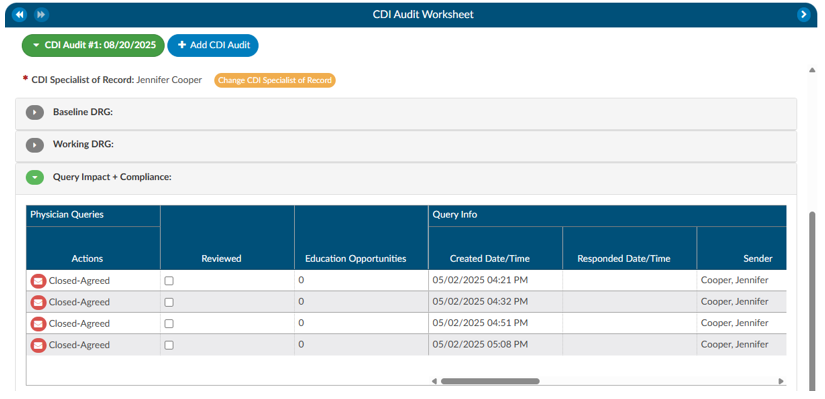 CDI Audit Worksheet
CDI Audit #1: 08/20/2025 + Add CDI Audit
* CDI Specialist of Record: Jennifer Cooper Change CDI Specialist of Record
Baseline DRG:
Working DRG:
Query Impact + Compliance:
Physician Queries Query Info
Actions Reviewed Education Opportunities Created Date/Time Responded Date/Time Sender
Closed-Agreed 0 05/02/2025 04:21 PM Cooper, Jennifer
Closed-Agreed 0 05/02/2025 04:32 PM Cooper, Jennifer
Closed-Agreed 0 05/02/2025 04:51 PM Cooper, Jennifer
Closed-Agreed 0 05/02/2025 05:08 PM Cooper, Jennifer